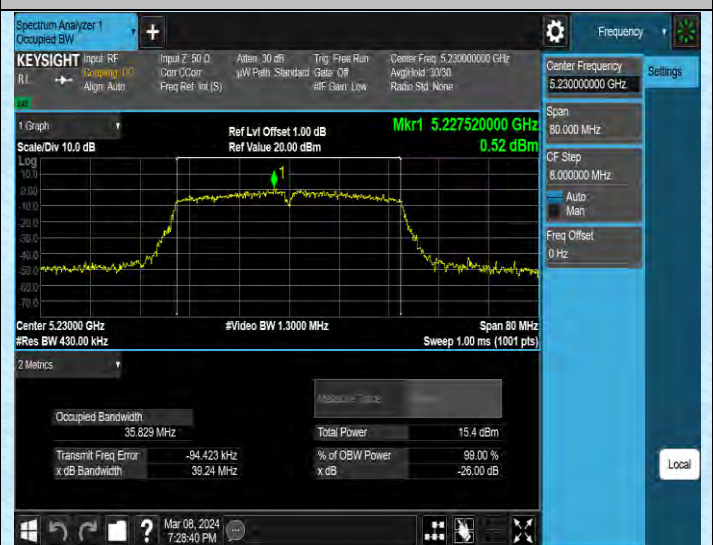 Spectrum Analyzer 1
Occupied BW
Frequency
KEYSIGHT Input: RF Input Z: 50 Ω Atten: 30 dB Trig: Free Run Center Freq: 5.230000000 GHz
R L Coupling: DC Corr CCorr µW Path: Standard Gate: Off Avg|Hold: 30/30
Align: Auto Freq Ref: Int (S) #IF Gain: Low Radio Std: None
Center Frequency
5.230000000 GHz
Settings
Span
80.000 MHz
CF Step
8.000000 MHz
Auto
Man
Freq Offset
0 Hz
Local
1 Graph
Ref Lvl Offset 1.00 dB
Mkr1 5.227520000 GHz
Scale/Div 10.0 dB
Ref Value 20.00 dBm
0.52 dBm
Log
10.0
0.00
-10.0
-20.0
-30.0
-40.0
-50.0
-60.0
-70.0
1
Center 5.23000 GHz
#Video BW 1.3000 MHz
Span 80 MHz
#Res BW 430.00 kHz
Sweep 1.00 ms (1001 pts)
2 Metrics
Measure Trace
Occupied Bandwidth
35.829 MHz
Total Power 15.4 dBm
Transmit Freq Error -94.423 kHz
% of OBW Power 99.00 %
x dB Bandwidth 39.24 MHz
x dB -26.00 dB
Mar 08, 2024
7:28:40 PM